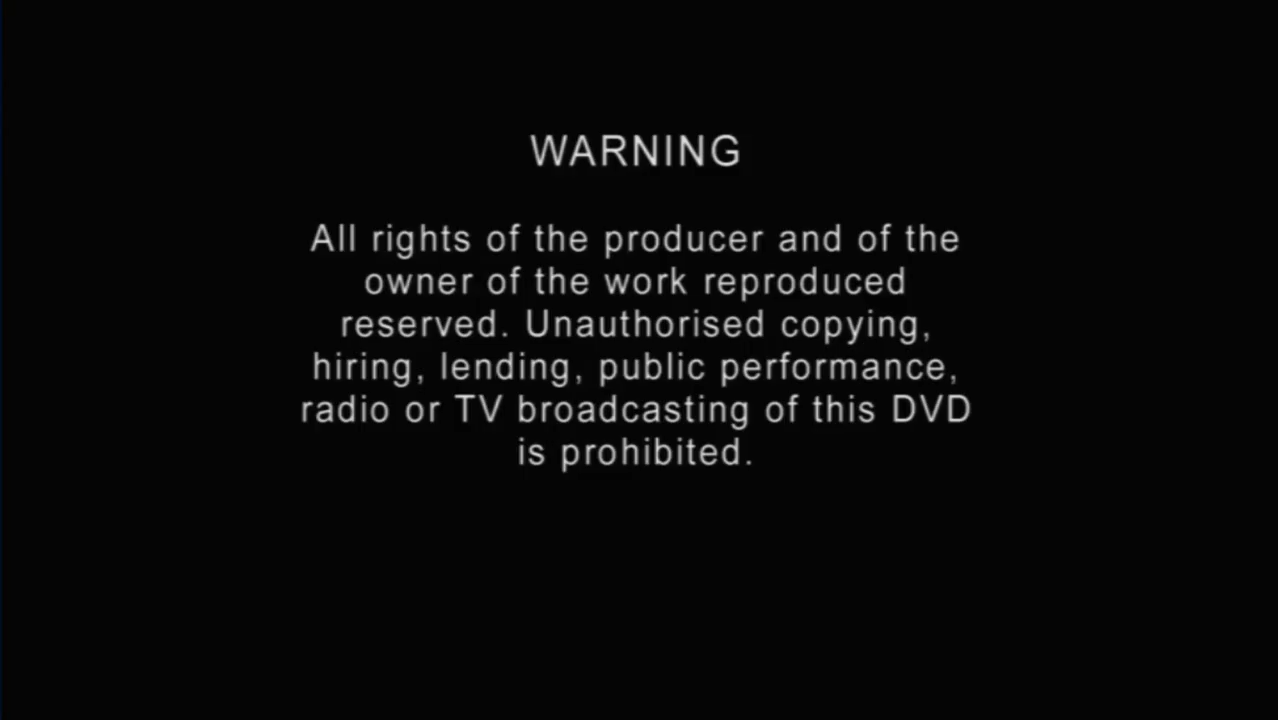 WARNING
All rights of the producer and of the
owner of the work reproduced
reserved. Unauthorised copying,
hiring, lending, public performance,
radio or TV broadcasting of this DVD
is prohibited.